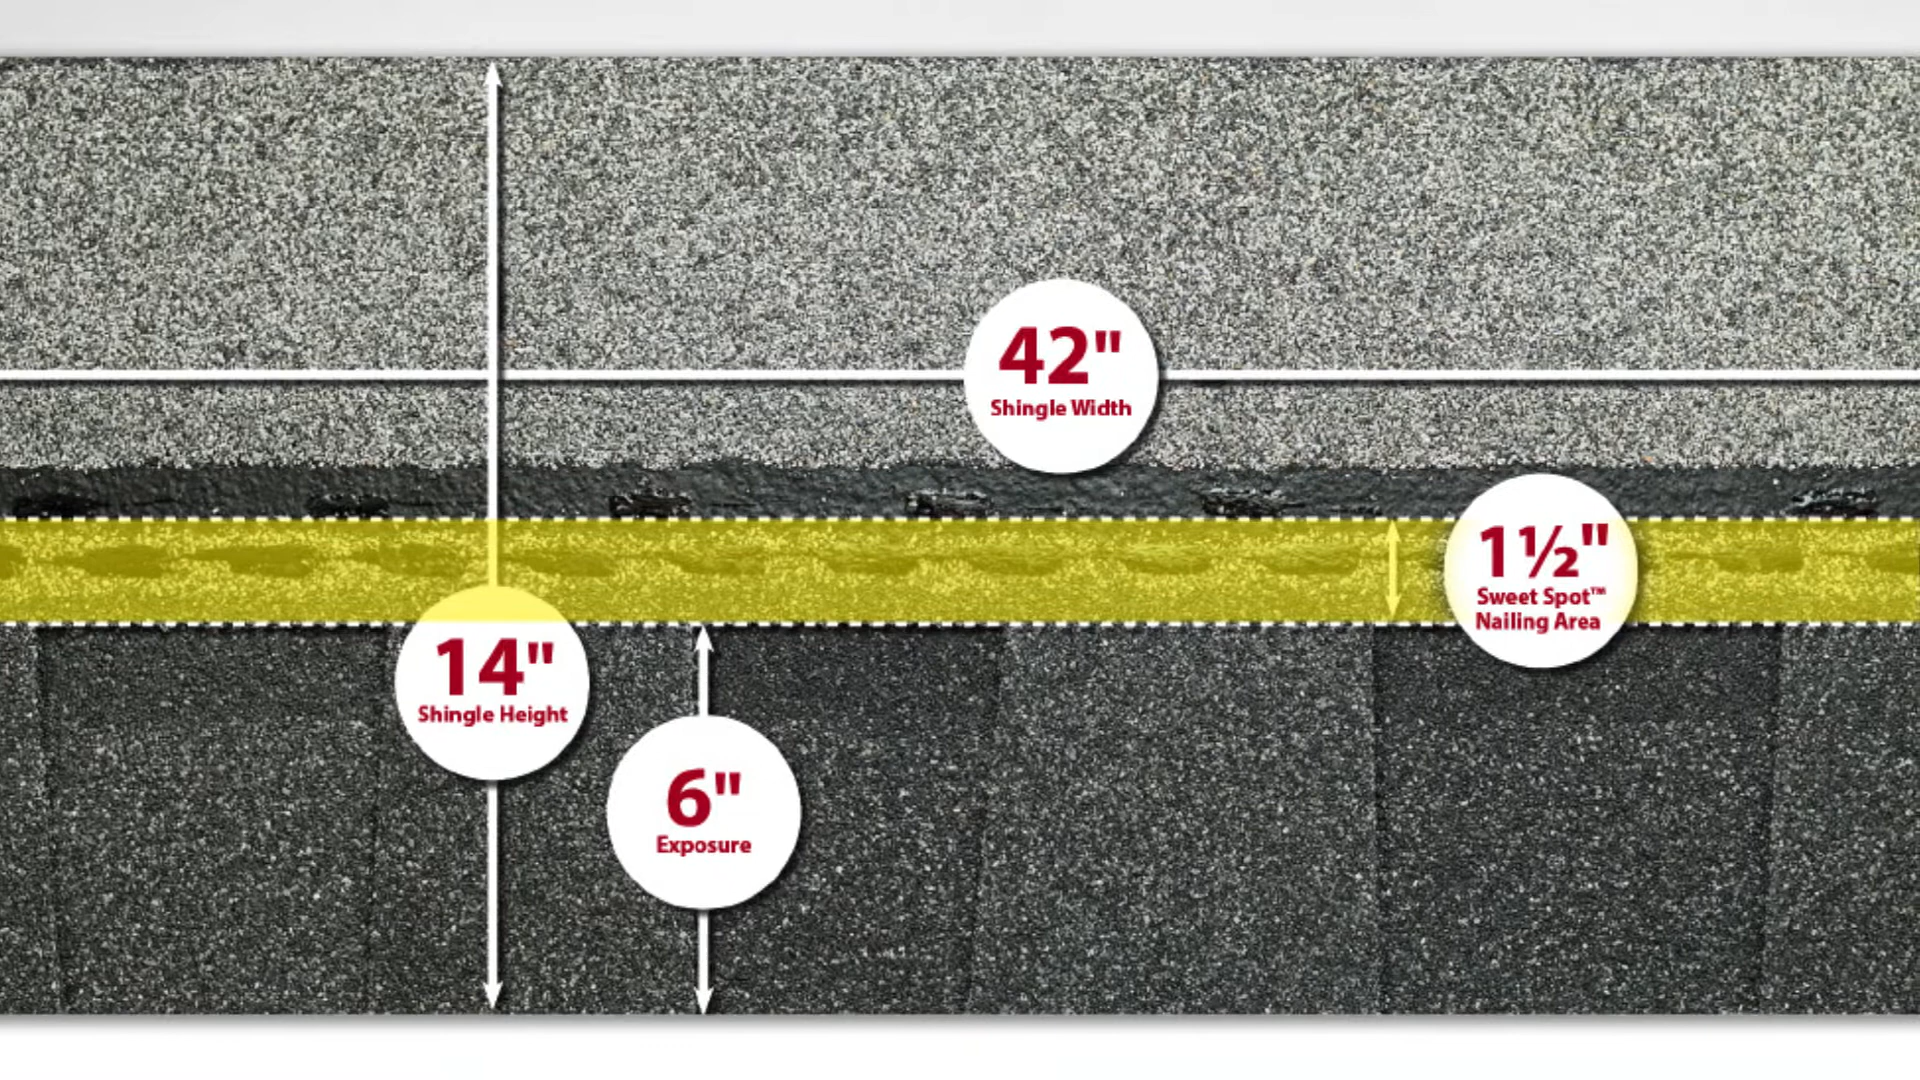 42"
Shingle Width
1½"
Sweet Spot™
Nailing Area
14"
Shingle Height
6"
Exposure